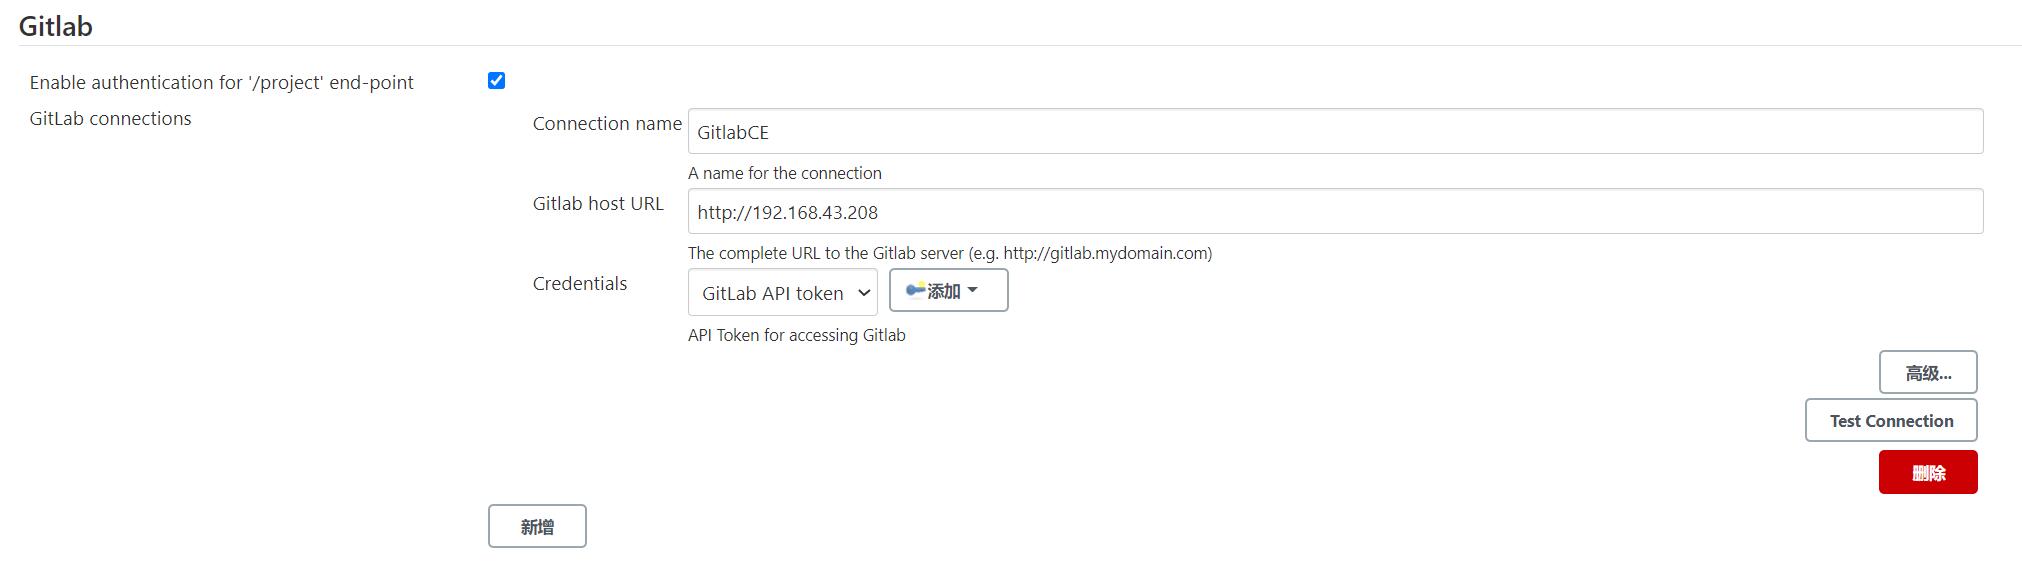 Gitlab
Enable authentication for '/project' end-point
GitLab connections
Connection name
GitlabCE
A name for the connection
Gitlab host URL
http://192.168.43.208
The complete URL to the Gitlab server (e.g. http://gitlab.mydomain.com)
Credentials
GitLab API token
添加
API Token for accessing Gitlab
高级...
Test Connection
删除
新增